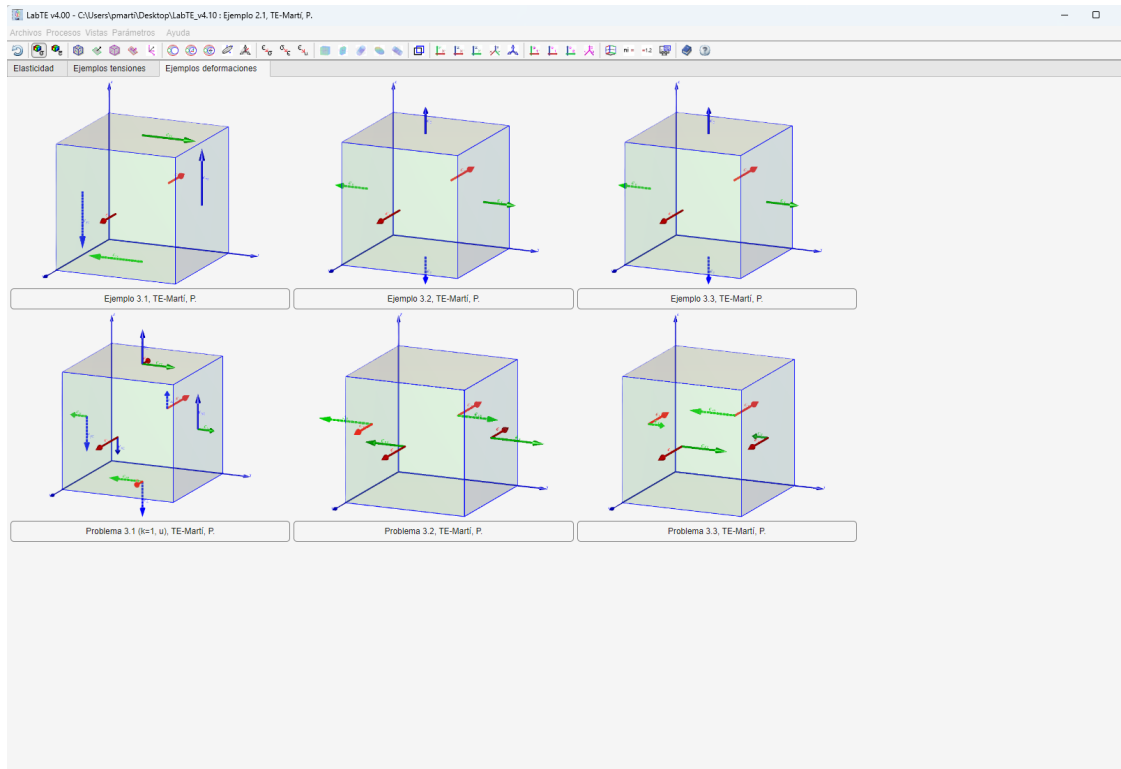 LabTE v4.00 - C:\Users\pmarti\Desktop\LabTE_v4.10 : Ejemplo 2.1, TE-Martí, P.
Archivos Procesos Vistas Parámetros Ayuda
Elasticidad Ejemplos tensiones Ejemplos deformaciones
Ejemplo 3.1, TE-Martí, P. Ejemplo 3.2, TE-Martí, P. Ejemplo 3.3, TE-Martí, P.
Problema 3.1 (k=1, u), TE-Martí, P. Problema 3.2, TE-Martí, P. Problema 3.3, TE-Martí, P.